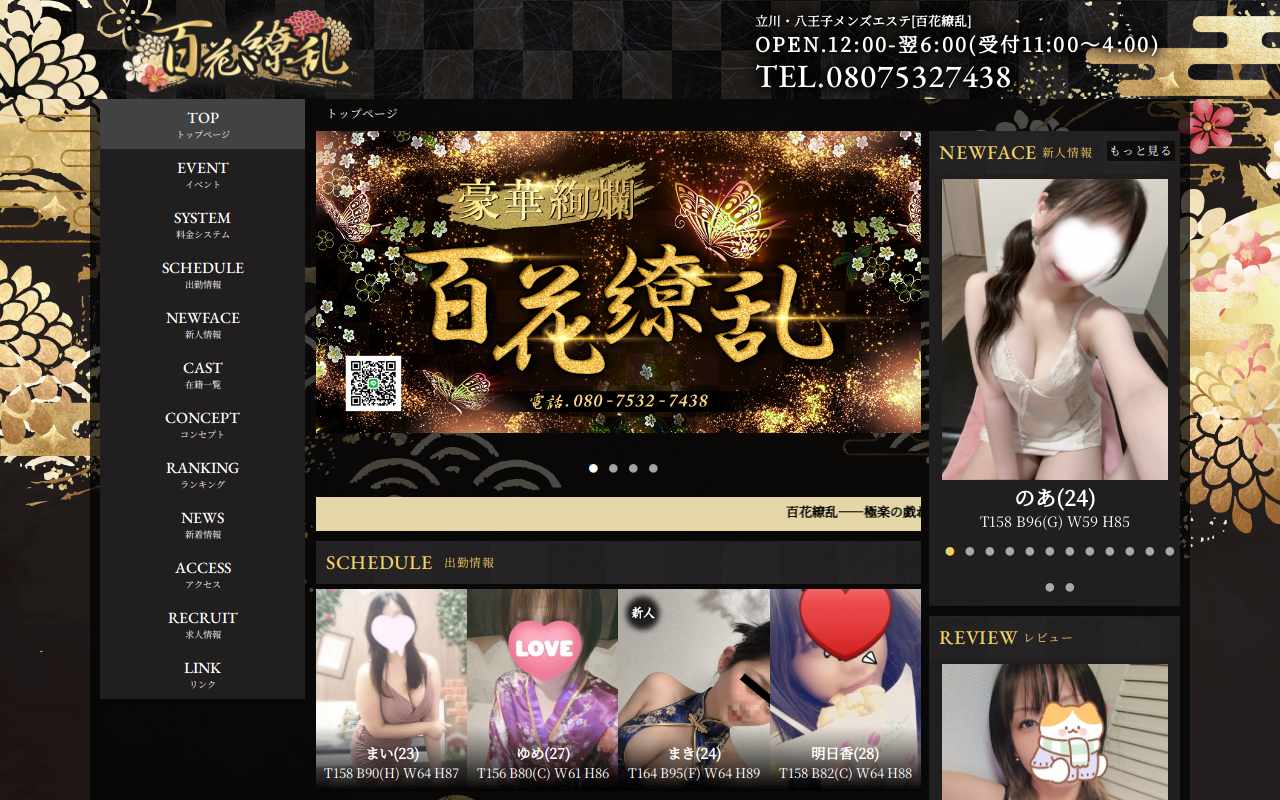 百花繚乱
立川・八王子メンズエステ[百花繚乱]
OPEN.12:00-翌6:00(受付11:00～4:00)
TEL.08075327438
TOP
トップページ
EVENT
イベント
SYSTEM
料金システム
SCHEDULE
出勤情報
NEWFACE
新人情報
CAST
在籍一覧
CONCEPT
コンセプト
RANKING
ランキング
NEWS
新着情報
ACCESS
アクセス
RECRUIT
求人情報
LINK
リンク
トップページ
豪華絢爛
百花繚乱
電話.080-7532-7438
百花繚乱──極楽の戯
SCHEDULE 出勤情報
新人
LOVE
まい(23)
T158 B90(H) W64 H87
ゆめ(27)
T156 B80(C) W61 H86
まき(24)
T164 B95(F) W64 H89
明日香(28)
T158 B82(C) W64 H88
NEWFACE 新人情報
もっと見る
のあ(24)
T158 B96(G) W59 H85
REVIEW レビュー